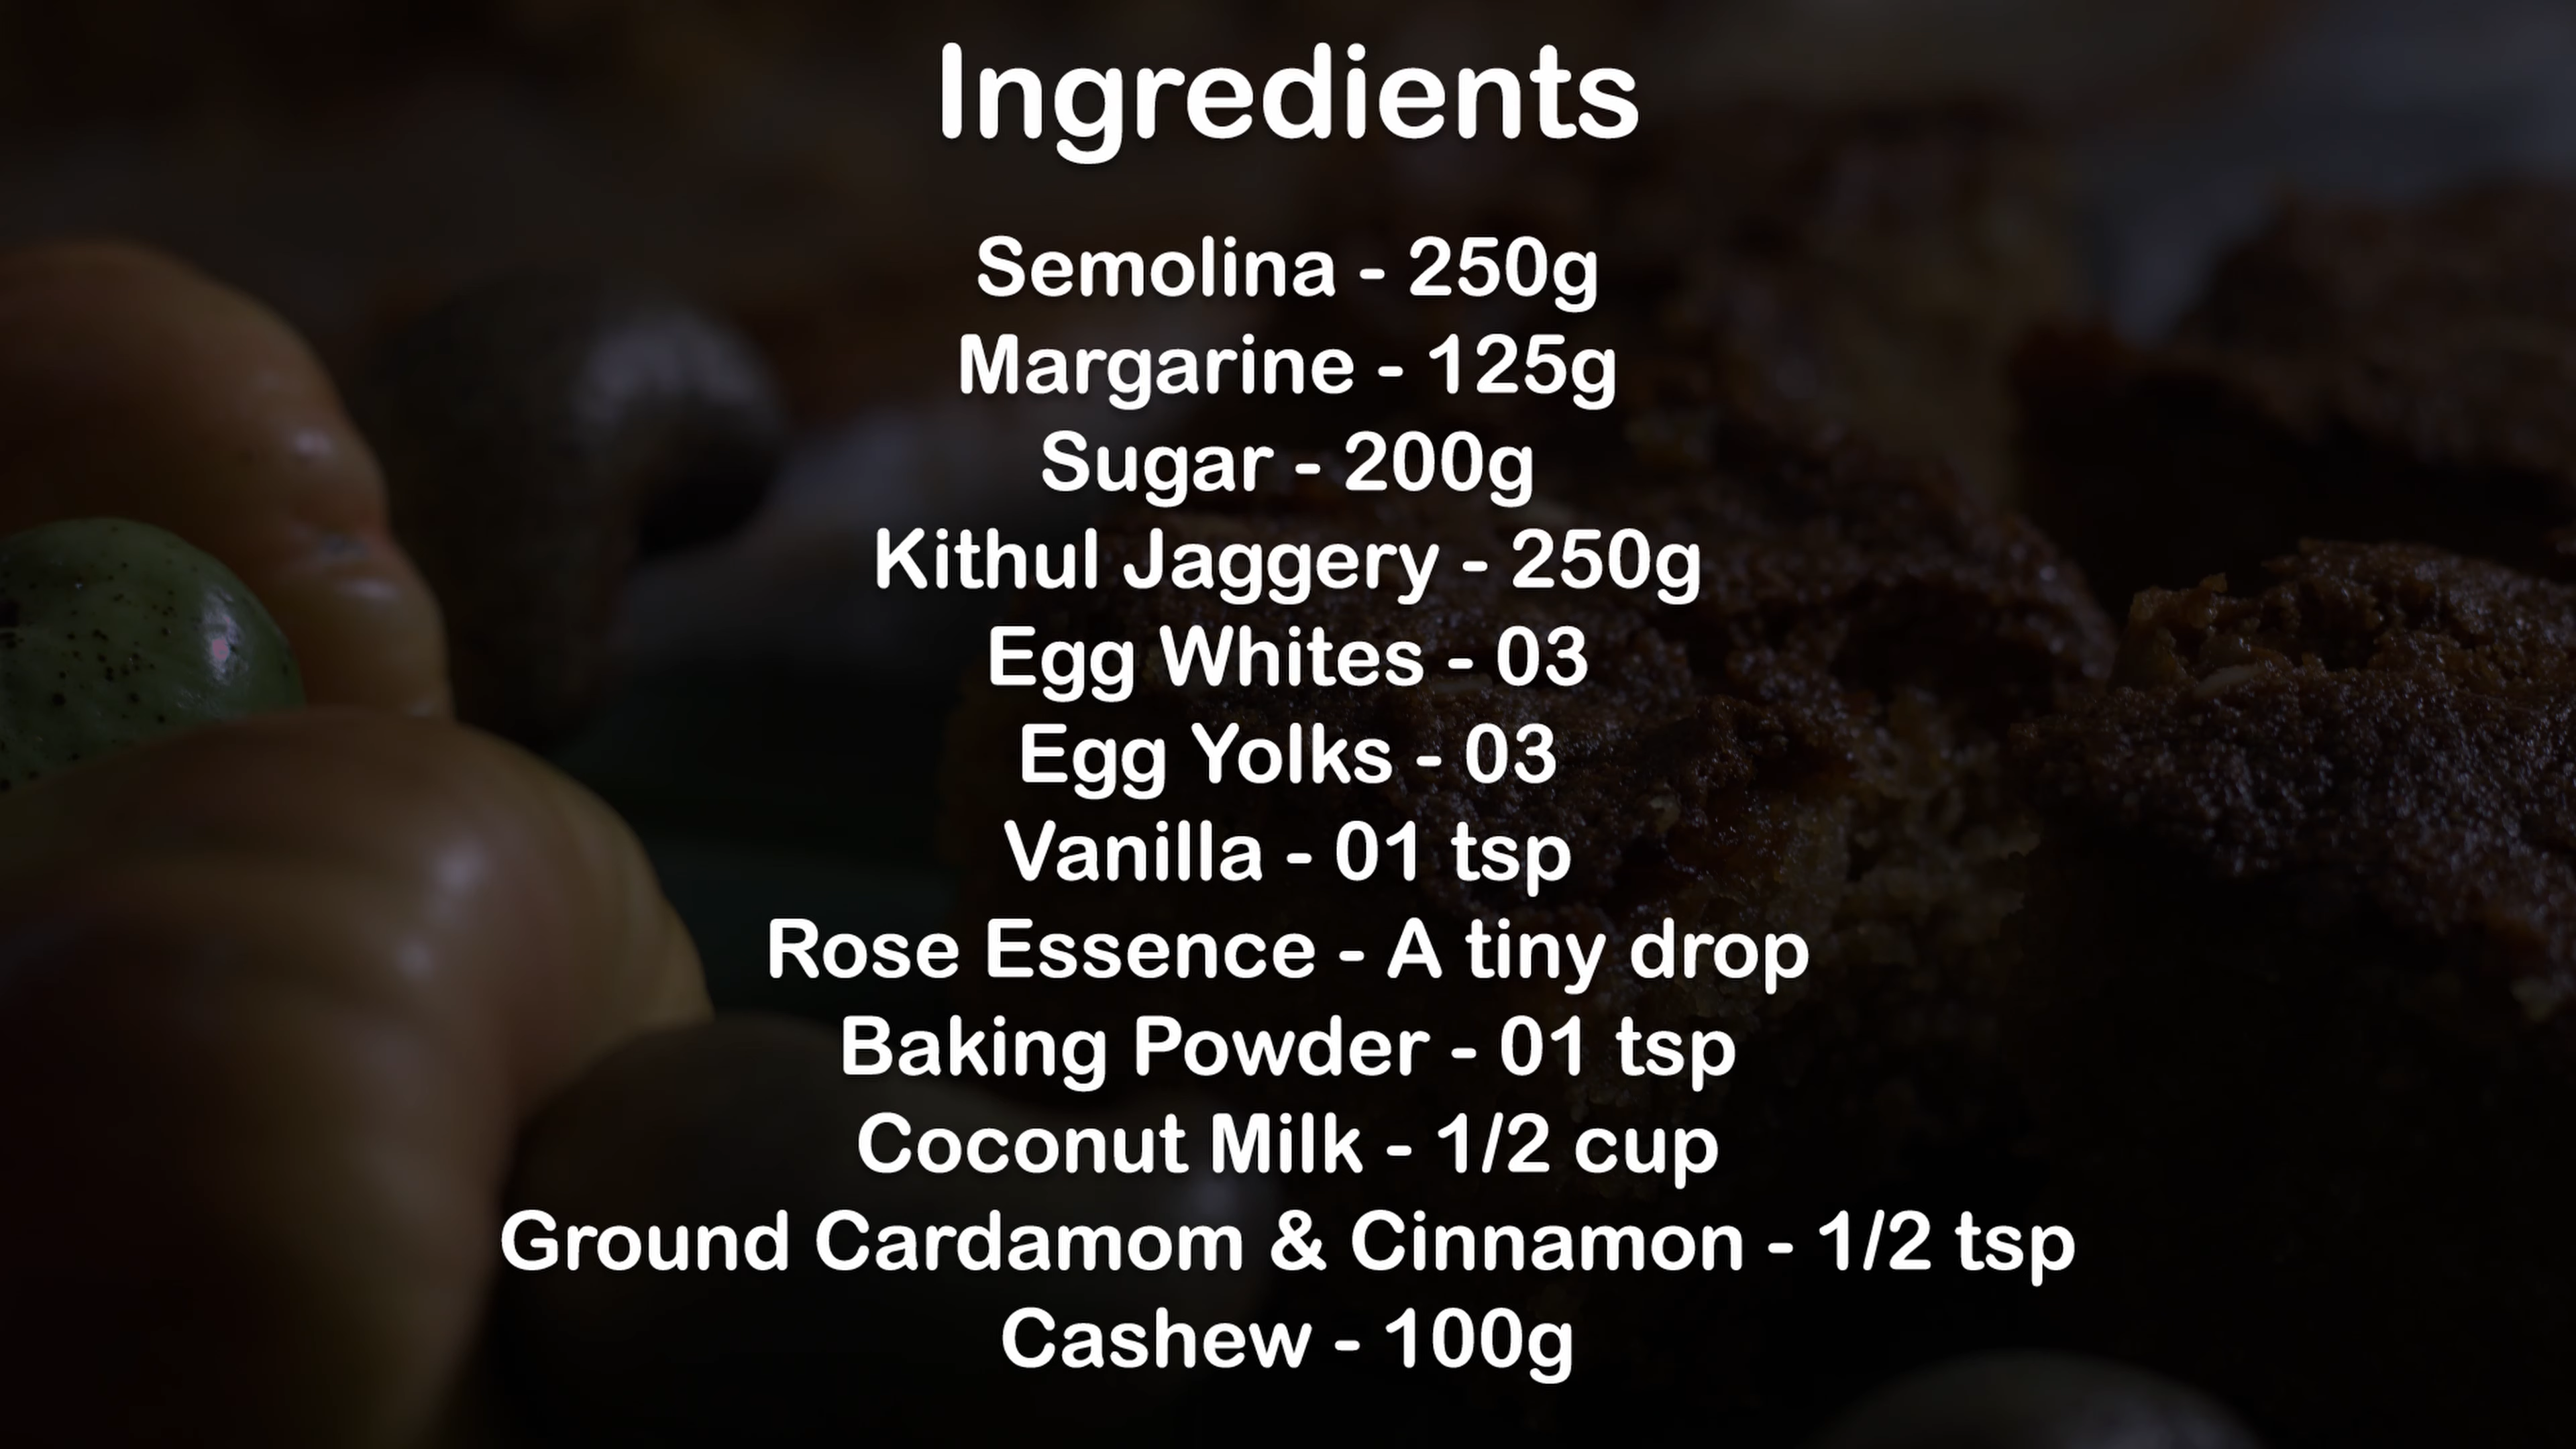 Ingredients
Semolina - 250g
Margarine - 125g
Sugar - 200g
Kithul Jaggery - 250g
Egg Whites - 03
Egg Yolks - 03
Vanilla - 01 tsp
Rose Essence - A tiny drop
Baking Powder - 01 tsp
Coconut Milk - 1/2 cup
Ground Cardamom & Cinnamon - 1/2 tsp
Cashew - 100g